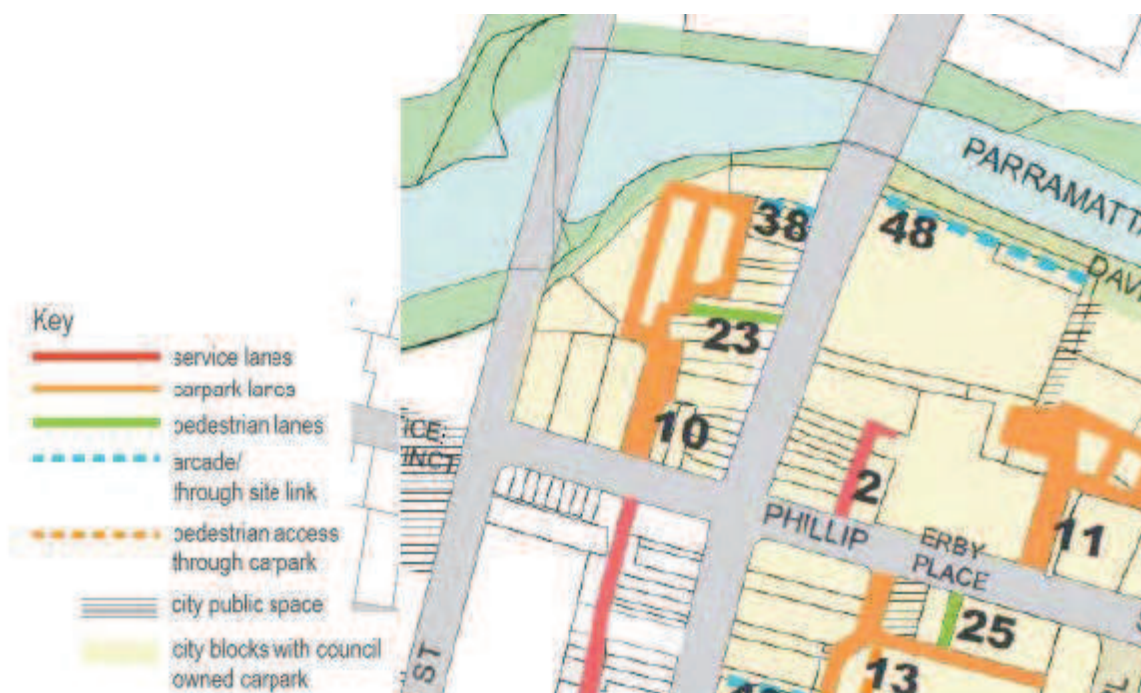 Key
service lanes
carpark lanes
pedestrian lanes
arcade/
through site link
pedestrian access
through carpark
city public space
city blocks with council
owned carpark
PARRAMATTA
38
48
23
10
2
PHILLIP
ERBY
PLACE
11
25
13
ST